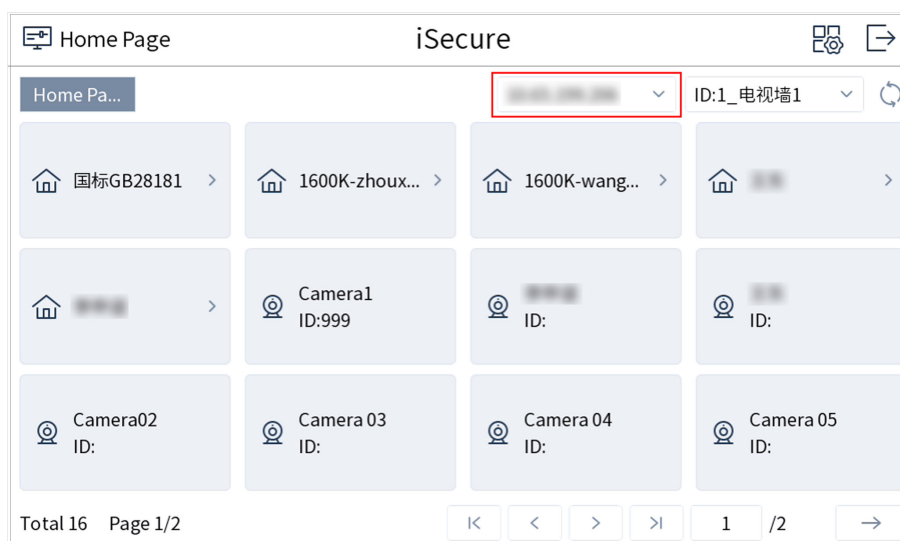 Home Page
iSecure
Home Pa...
ID:1_电视墙1
国标GB28181
1600K-zhoux...
1600K-wang...
Camera1
ID:999
ID:
ID:
Camera02
ID:
Camera 03
ID:
Camera 04
ID:
Camera 05
ID:
Total 16 Page 1/2
1 /2